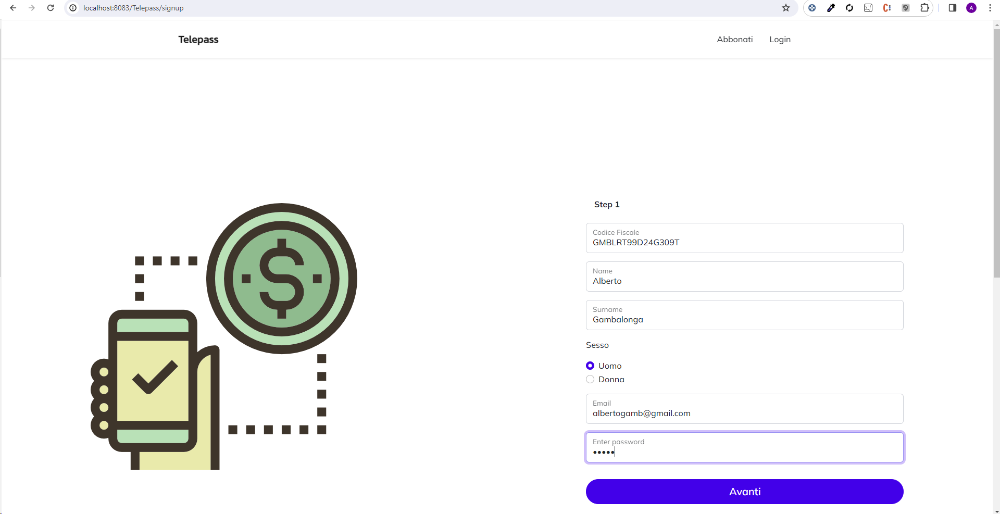 localhost:8083/Telepass/signup
A
Telepass
Abbonati Login
Step 1
Codice Fiscale
GMBLRT99D24G309T
Name
Alberto
Surname
Gambalonga
Sesso
Uomo
Donna
Email
albertogamb@gmail.com
Enter password
•••••
Avanti